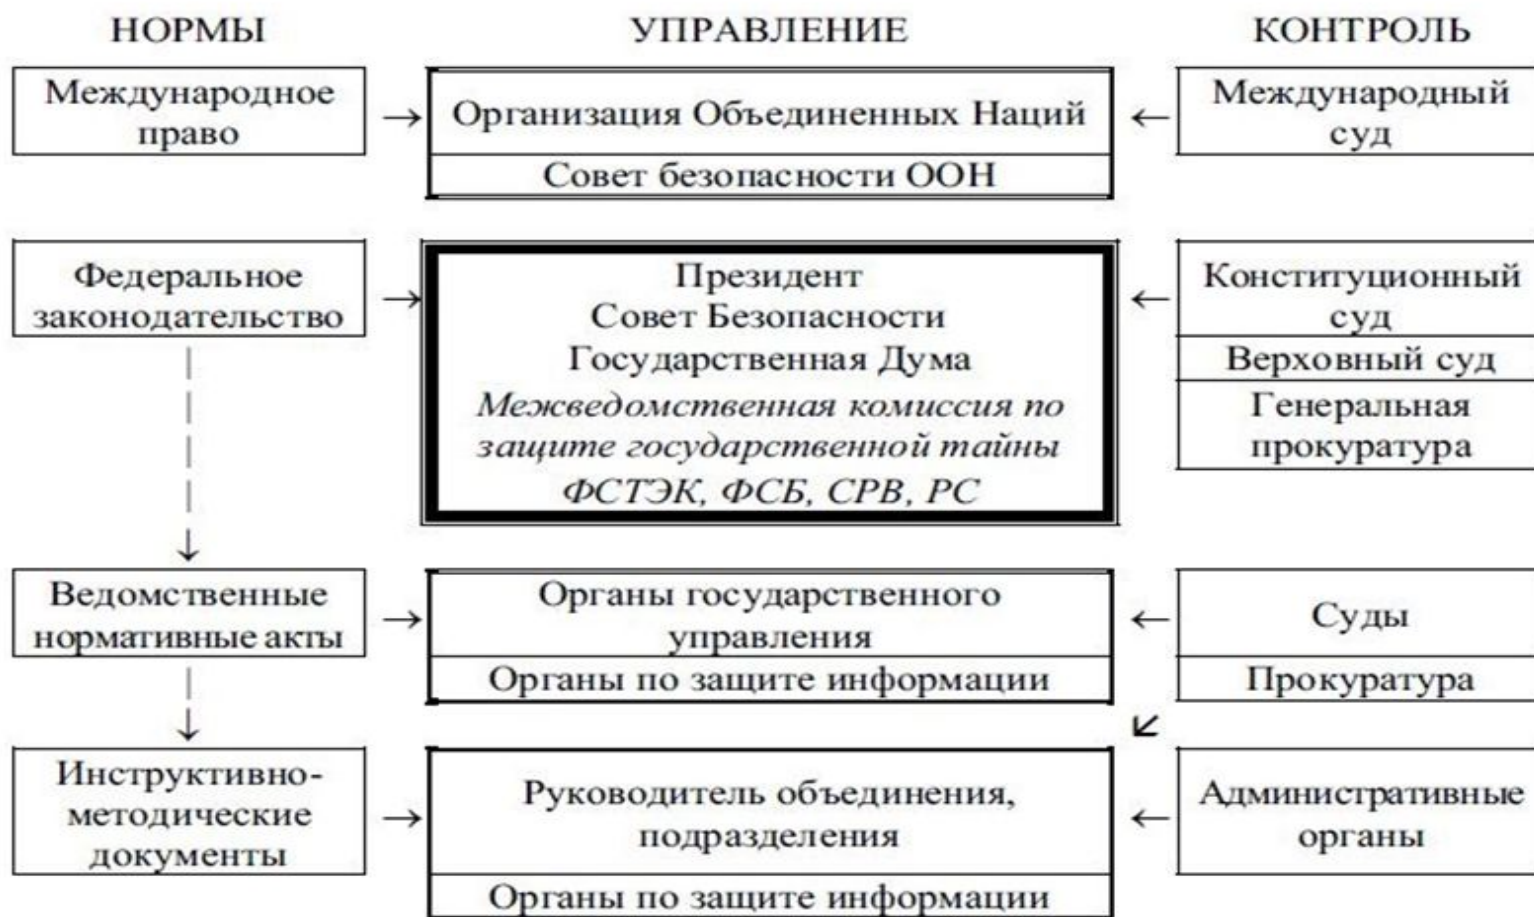 НОРМЫ
УПРАВЛЕНИЕ
КОНТРОЛЬ
Международное
право
Организация Объединенных Наций
Совет безопасности ООН
Международный
суд
Федеральное
законодательство
Президент
Совет Безопасности
Государственная Дума
Межведомственная комиссия по
защите государственной тайны
ФСТЭК, ФСБ, СРВ, РС
Конституционный
суд
Верховный суд
Генеральная
прокуратура
Ведомственные
нормативные акты
Органы государственного
управления
Органы по защите информации
Суды
Прокуратура
Инструктивно-
методические
документы
Руководитель объединения,
подразделения
Органы по защите информации
Административные
органы